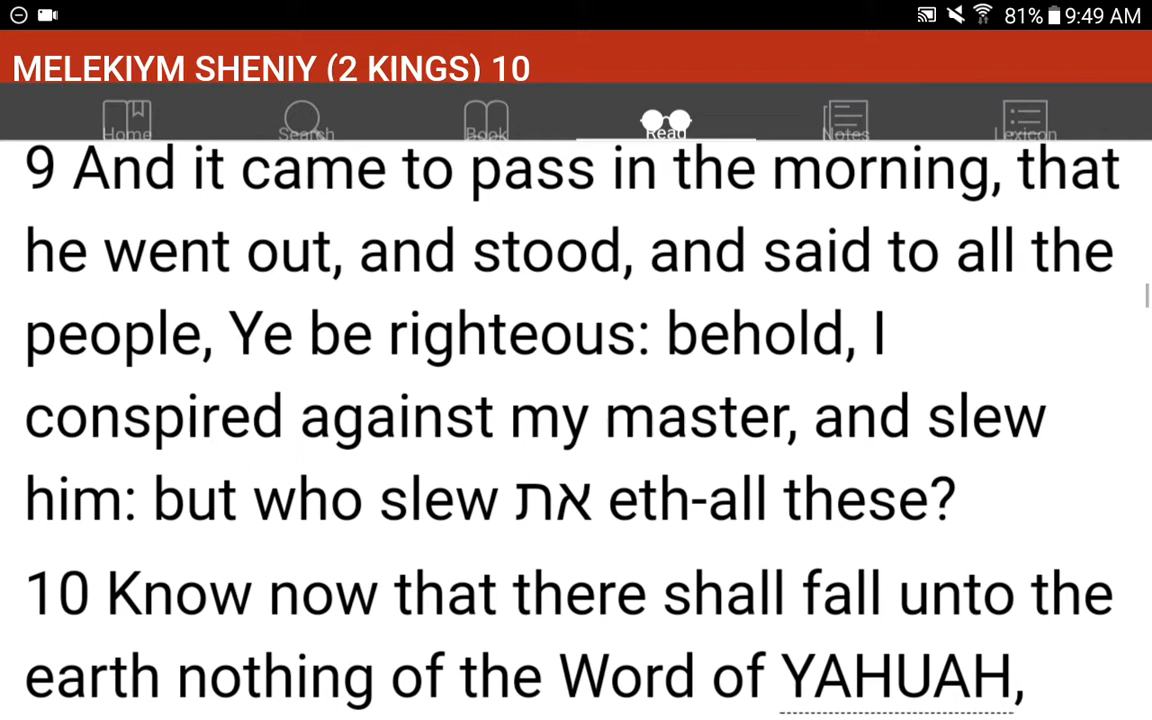 81% 9:49 AM
MELEKIYM SHENIY (2 KINGS) 10
Home Search Book Read Notes Lexicon
9 And it came to pass in the morning, that
he went out, and stood, and said to all the
people, Ye be righteous: behold, I
conspired against my master, and slew
him: but who slew את eth-all these?
10 Know now that there shall fall unto the
earth nothing of the Word of YAHUAH,